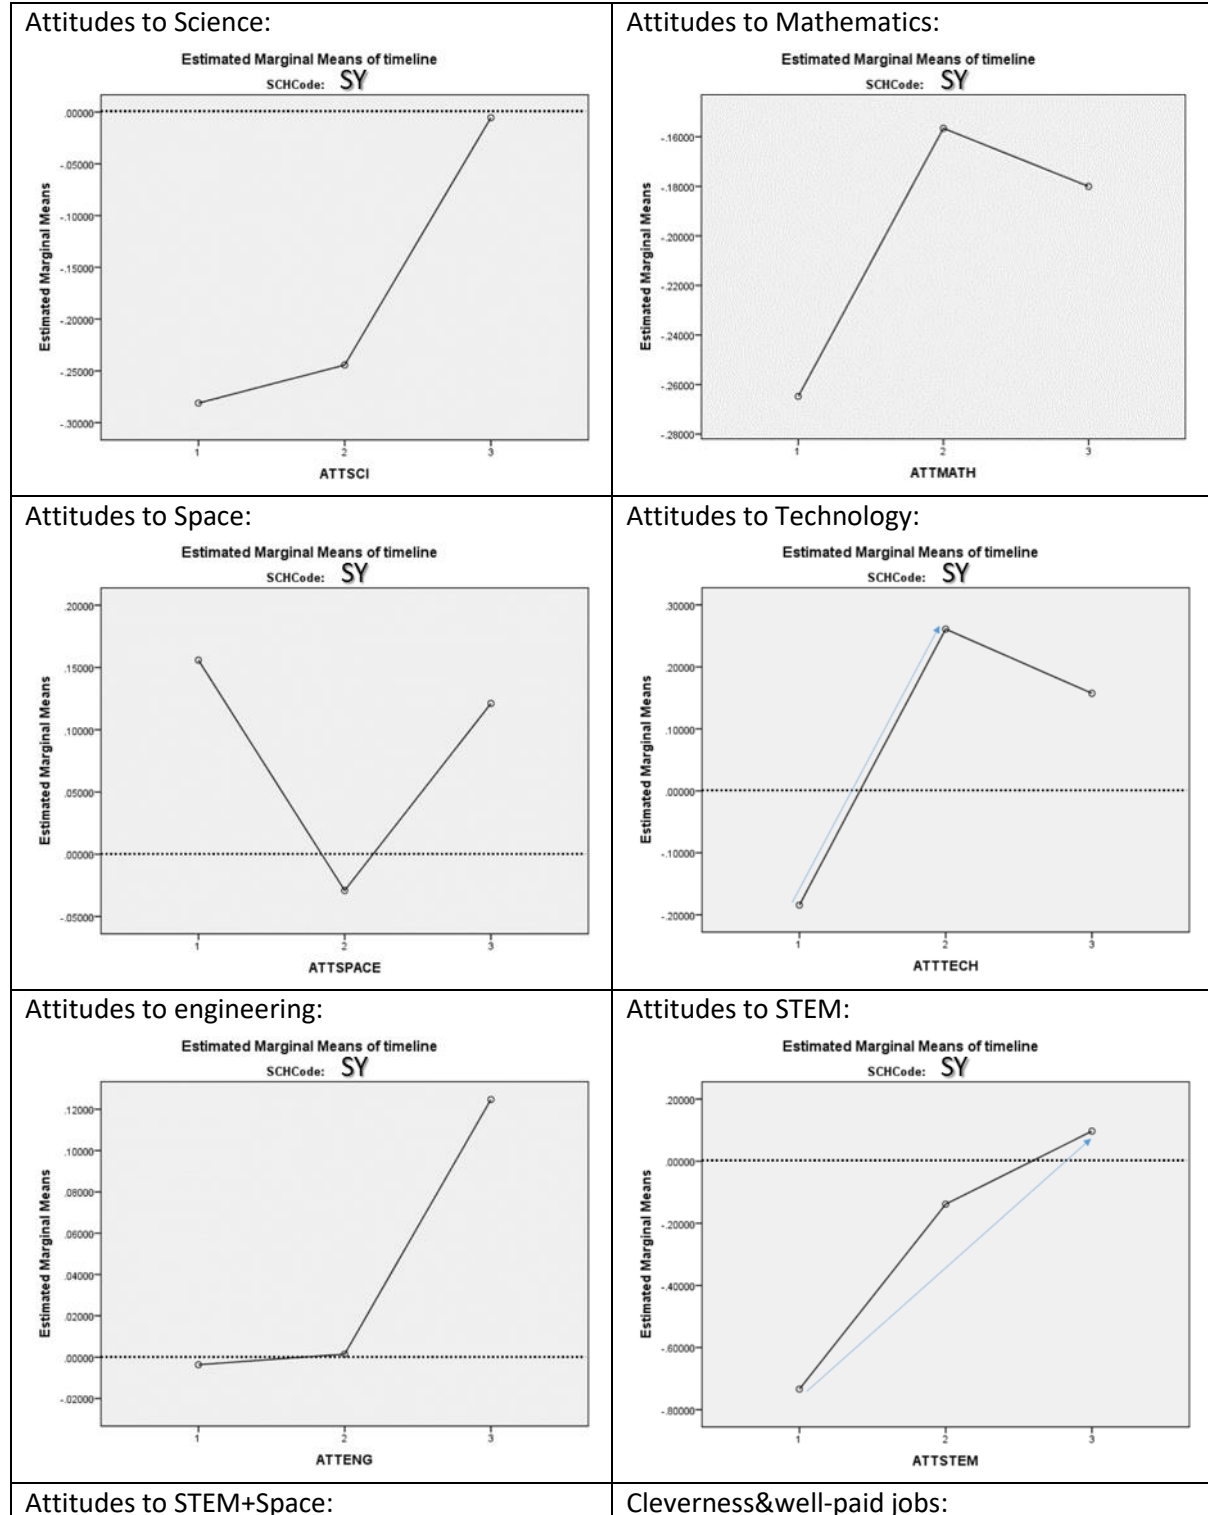 Attitudes to Science:
Estimated Marginal Means of timeline
SCHCode: SY
Estimated Marginal Means
.00000
-.05000
-.10000
-.15000
-.20000
-.25000
-.30000
1 2 3
ATTSCI
Attitudes to Mathematics:
Estimated Marginal Means of timeline
SCHCode: SY
Estimated Marginal Means
-.16000
-.18000
-.20000
-.22000
-.24000
-.26000
-.28000
1 2 3
ATTMATH
Attitudes to Space:
Estimated Marginal Means of timeline
SCHCode: SY
Estimated Marginal Means
.20000
.15000
.10000
.05000
.00000
-.05000
1 2 3
ATTSPACE
Attitudes to Technology:
Estimated Marginal Means of timeline
SCHCode: SY
Estimated Marginal Means
.30000
.20000
.10000
.00000
-.10000
-.20000
1 2 3
ATTTECH
Attitudes to engineering:
Estimated Marginal Means of timeline
SCHCode: SY
Estimated Marginal Means
.12000
.10000
.08000
.06000
.04000
.02000
.00000
-.02000
1 2 3
ATTENG
Attitudes to STEM:
Estimated Marginal Means of timeline
SCHCode: SY
Estimated Marginal Means
.20000
.00000
-.20000
-.40000
-.60000
-.80000
1 2 3
ATTSTEM
Attitudes to STEM+Space:
Cleverness&well-paid jobs: